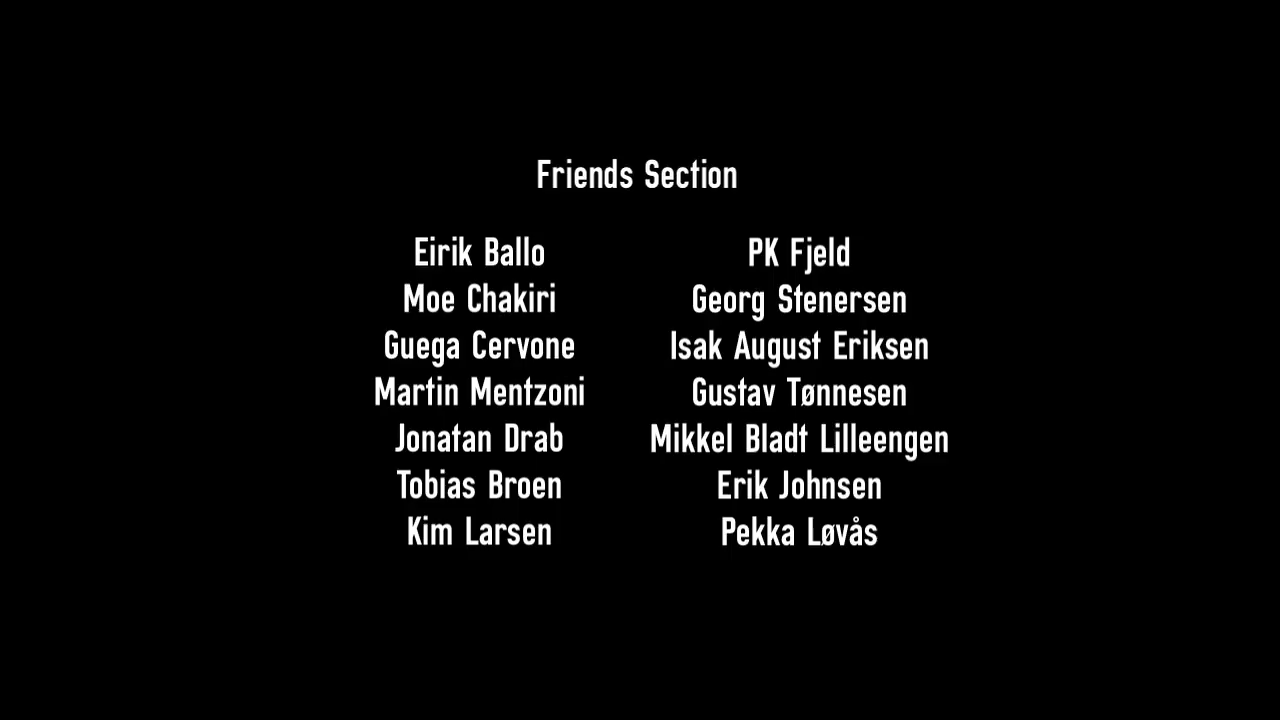 Friends Section
Eirik Ballo
Moe Chakiri
Guega Cervone
Martin Mentzoni
Jonatan Drab
Tobias Broen
Kim Larsen
PK Fjeld
Georg Stenersen
Isak August Eriksen
Gustav Tønnesen
Mikkel Bladt Lilleengen
Erik Johnsen
Pekka Løvås